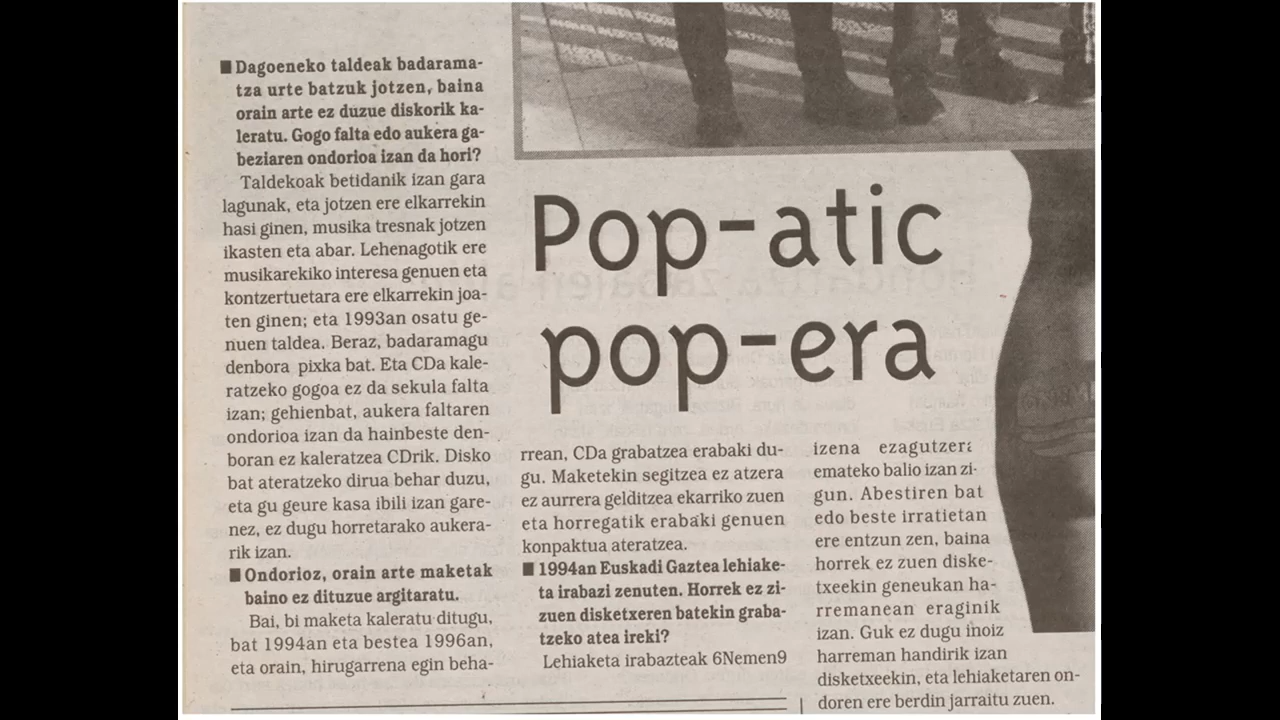 ■ Dagoeneko taldeak badarama-
tza urte batzuk jotzen, baina
orain arte ez duzue diskorik ka-
leratu. Gogo falta edo aukera ga-
beziaren ondorioa izan da hori?
Taldekoak betidanik izan gara
lagunak, eta jotzen ere elkarrekin
hasi ginen, musika tresnak jotzen
ikasten eta abar. Lehenagotik ere
musikarekiko interesa genuen eta
kontzertuetara ere elkarrekin joa-
ten ginen; eta 1993an osatu ge-
nuen taldea. Beraz, badaramagu
denbora pixka bat. Eta CDa kale-
ratzeko gogoa ez da sekula falta
izan; gehienbat, aukera faltaren
ondorioa izan da hainbeste den-
boran ez kaleratzea CDrik. Disko
bat ateratzeko dirua behar duzu,
eta gu geure kasa ibili izan gare-
nez, ez dugu horretarako aukera-
rik izan.
■ Ondorioz, orain arte maketak
baino ez dituzue argitaratu.
Bai, bi maketa kaleratu ditugu,
bat 1994an eta bestea 1996an,
eta orain, hirugarrena egin beha-
Pop-atic
pop-era
rrean, CDa grabatzea erabaki du-
gu. Maketekin segitzea ez atzera
ez aurrera gelditzea ekarriko zuen
eta horregatik erabaki genuen
konpaktua ateratzea.
■ 1994an Euskadi Gaztea lehiake-
ta irabazi zenuten. Horrek ez zi-
zuen disketxeren batekin graba-
tzeko atea ireki?
Lehiaketa irabazteak 6Nemen9
izena ezagutzera
emateko balio izan zi-
gun. Abestiren bat
edo beste irratietan
ere entzun zen, baina
horrek ez zuen diske-
txeekin geneukan ha-
rremanean eraginik
izan. Guk ez dugu inoiz
harreman handirik izan
disketxeekin, eta lehiaketaren on-
doren ere berdin jarraitu zuen.